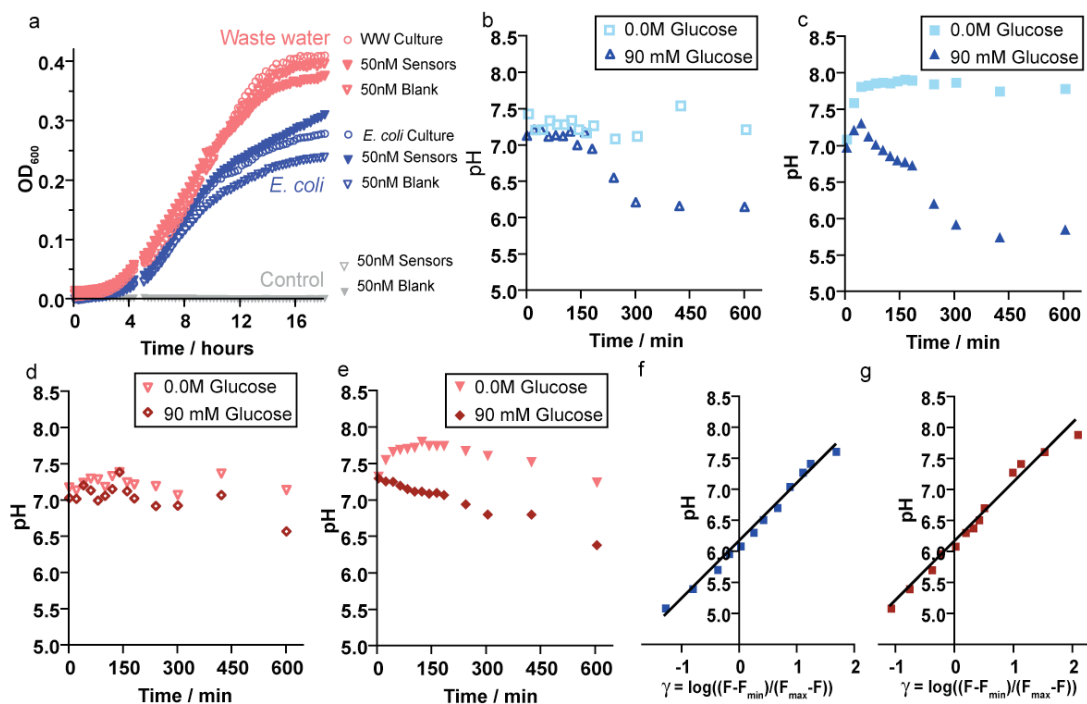 a
Waste water
WW Culture
50nM Sensors
50nM Blank
E. coli Culture
50nM Sensors
50nM Blank
E. coli
Control
50nM Sensors
50nM Blank
OD600
0.4
0.3
0.2
0.1
0.0
0 4 8 12 16
Time / hours
b
0.0M Glucose
90 mM Glucose
pH
8.5
8.0
7.5
7.0
6.5
6.0
5.5
5.0
0 150 300 450 600
Time / min
c
0.0M Glucose
90 mM Glucose
pH
8.5
8.0
7.5
7.0
6.5
6.0
5.5
5.0
0 150 300 450 600
Time / min
d
0.0M Glucose
90 mM Glucose
pH
8.5
8.0
7.5
7.0
6.5
6.0
5.5
5.0
0 150 300 450 600
Time / min
e
0.0M Glucose
90 mM Glucose
pH
8.5
8.0
7.5
7.0
6.5
6.0
5.5
5.0
0 150 300 450 600
Time / min
f
pH
8.5
8.0
7.5
7.0
6.5
6.0
5.5
5.0
-1 0 1 2
γ = log((F-Fmin)/(Fmax-F))
g
pH
8.5
8.0
7.5
7.0
6.5
6.0
5.5
5.0
-1 0 1 2
γ = log((F-Fmin)/(Fmax-F))